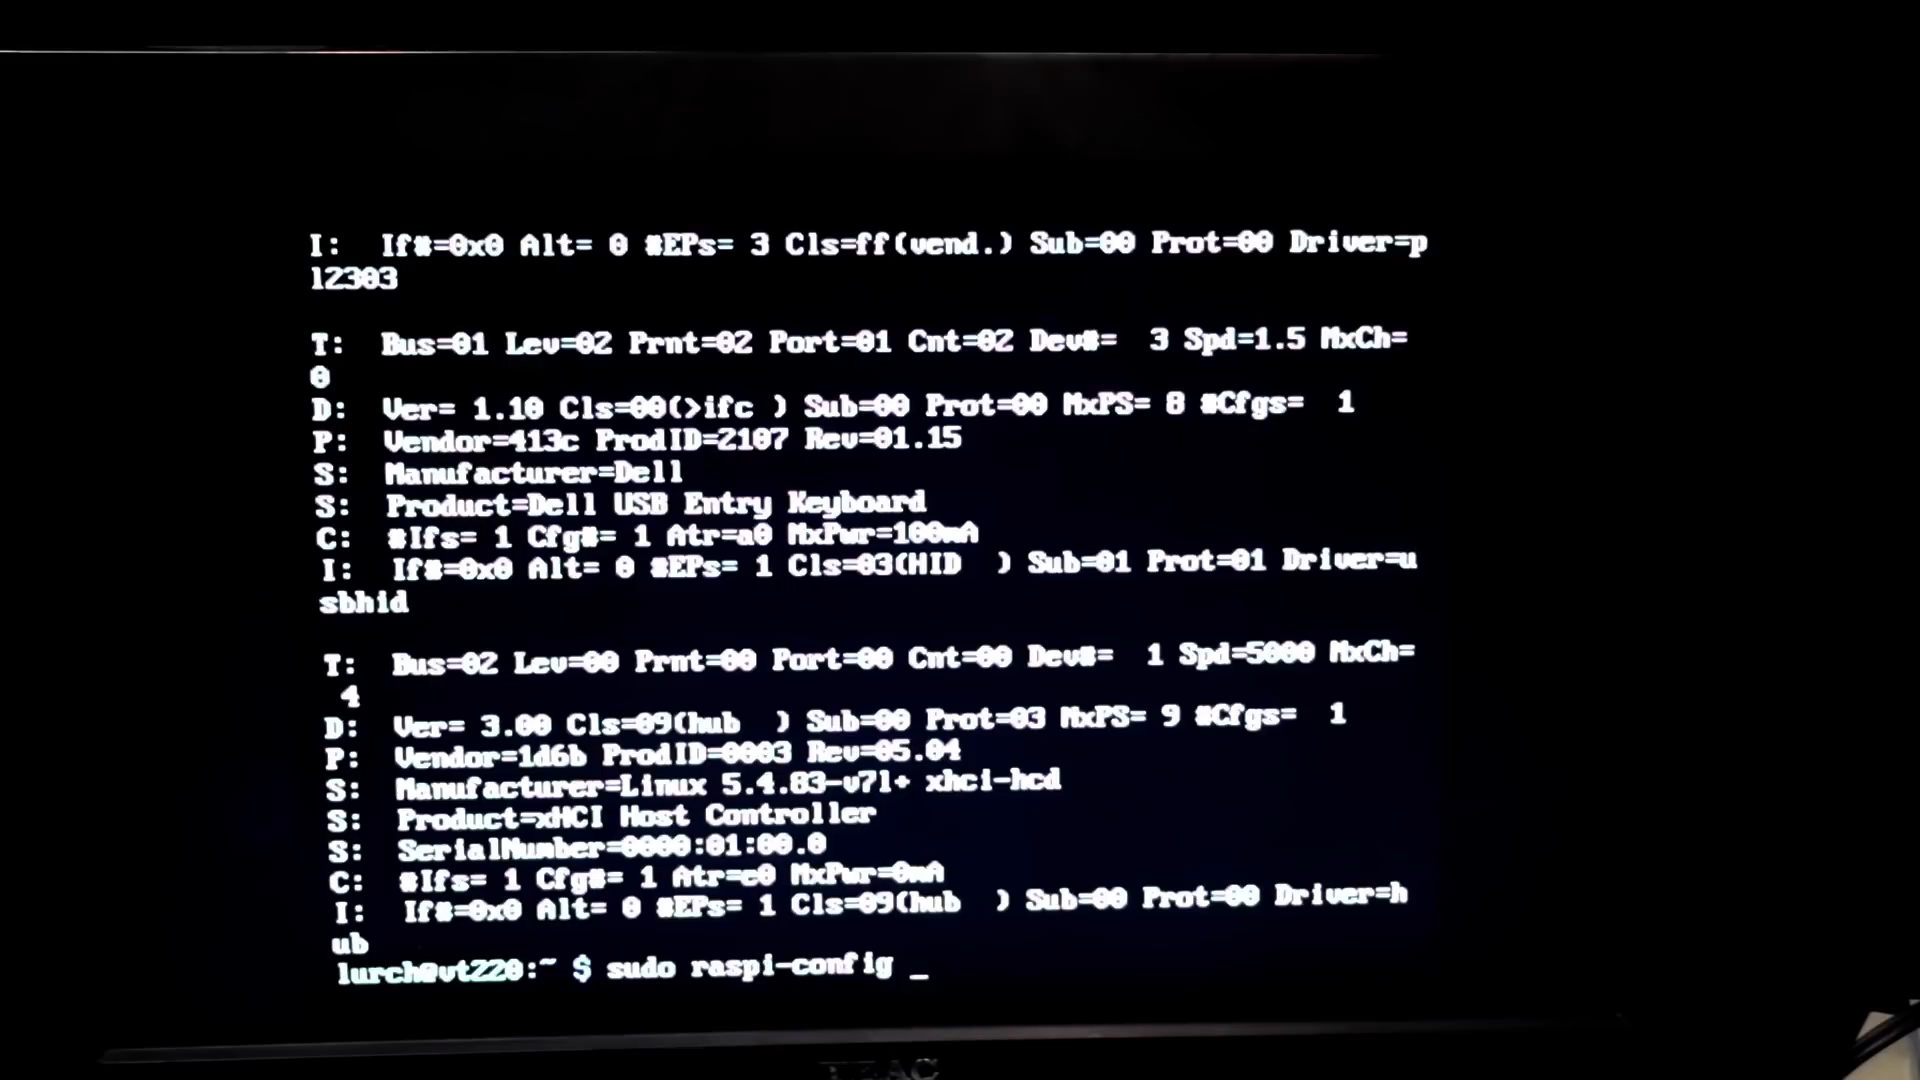 I:  If#=0x0 Alt= 0 #EPs= 3 Cls=ff(vend.) Sub=00 Prot=00 Driver=p
l2303
T:  Bus=01 Lev=02 Prnt=02 Port=01 Cnt=02 Dev#=  3 Spd=1.5 MxCh=
0
D:  Ver= 1.10 Cls=00(>ifc ) Sub=00 Prot=00 MxPS= 8 #Cfgs=  1
P:  Vendor=413c ProdID=2107 Rev=01.15
S:  Manufacturer=Dell
S:  Product=Dell USB Entry Keyboard
C:  #Ifs= 1 Cfg#= 1 Atr=a0 MxPwr=100mA
I:  If#=0x0 Alt= 0 #EPs= 1 Cls=03(HID  ) Sub=01 Prot=01 Driver=u
sbhid
T:  Bus=02 Lev=00 Prnt=00 Port=00 Cnt=00 Dev#=  1 Spd=5000 MxCh=
 4
D:  Ver= 3.00 Cls=09(hub  ) Sub=00 Prot=03 MxPS= 9 #Cfgs=  1
P:  Vendor=1d6b ProdID=0003 Rev=05.04
S:  Manufacturer=Linux 5.4.83-v7l+ xhci-hcd
S:  Product=xHCI Host Controller
S:  SerialNumber=0000:01:00.0
C:  #Ifs= 1 Cfg#= 1 Atr=e0 MxPwr=0mA
I:  If#=0x0 Alt= 0 #EPs= 1 Cls=09(hub  ) Sub=00 Prot=00 Driver=h
ub
lurch@vt220:~ $ sudo raspi-config _